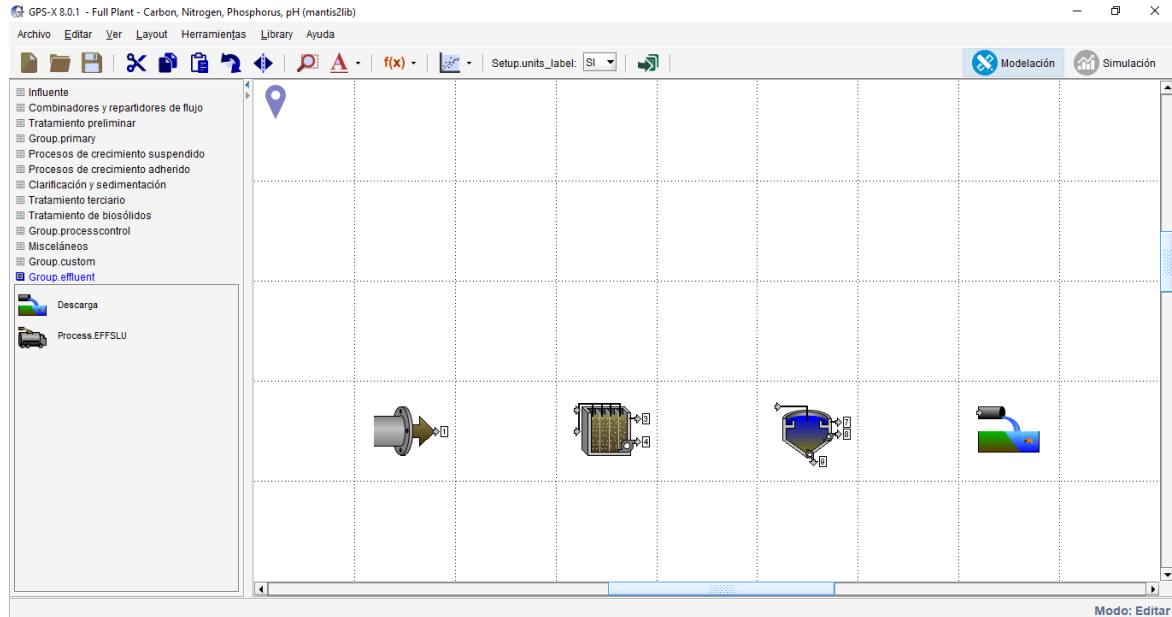 GPS-X 8.0.1 - Full Plant - Carbon, Nitrogen, Phosphorus, pH (mantis2lib)
Archivo Editar Ver Layout Herramientas Library Ayuda
A f(x) Setup.units_label: SI Modelación Simulación
Influente
Combinadores y repartidores de flujo
Tratamiento preliminar
Group.primary
Procesos de crecimiento suspendido
Procesos de crecimiento adherido
Clarificación y sedimentación
Tratamiento terciario
Tratamiento de biosólidos
Group.processcontrol
Misceláneos
Group.custom
Group.effluent
Descarga
Process.EFFSLU
1
3
4
7
8
9
Modo: Editar